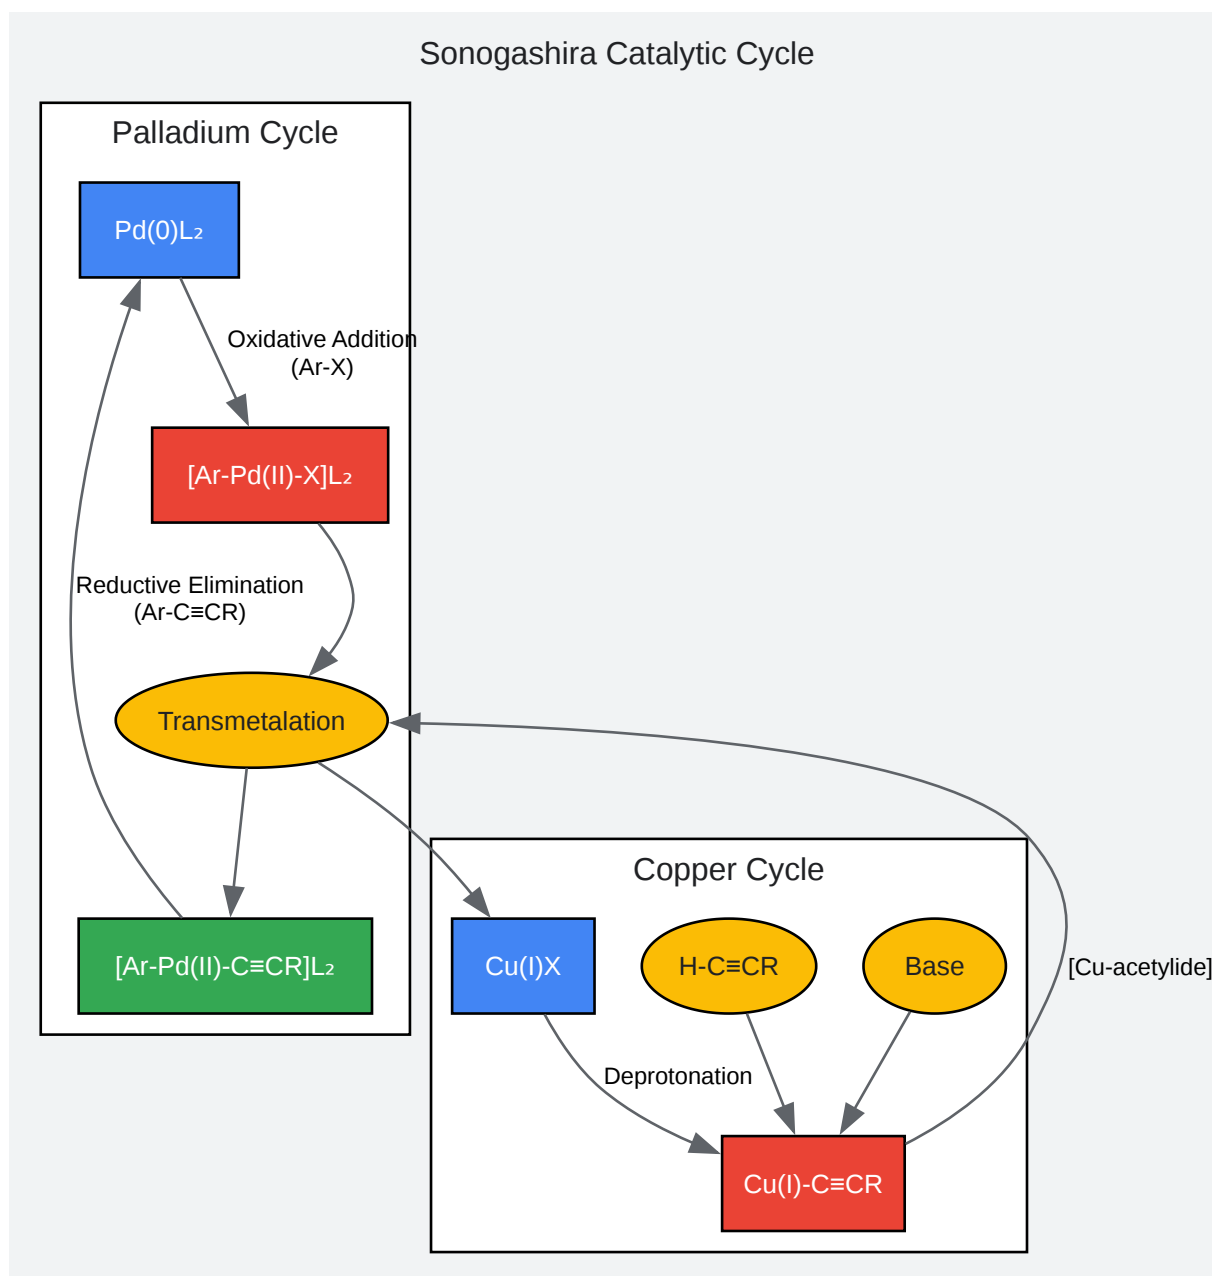 Sonogashira Catalytic Cycle
Palladium Cycle
Pd(0)L₂
Oxidative Addition
(Ar-X)
[Ar-Pd(II)-X]L₂
Reductive Elimination
(Ar-C≡CR)
Transmetalation
[Ar-Pd(II)-C≡CR]L₂
Copper Cycle
Cu(I)X
H-C≡CR
Base
[Cu-acetylide]
Deprotonation
Cu(I)-C≡CR